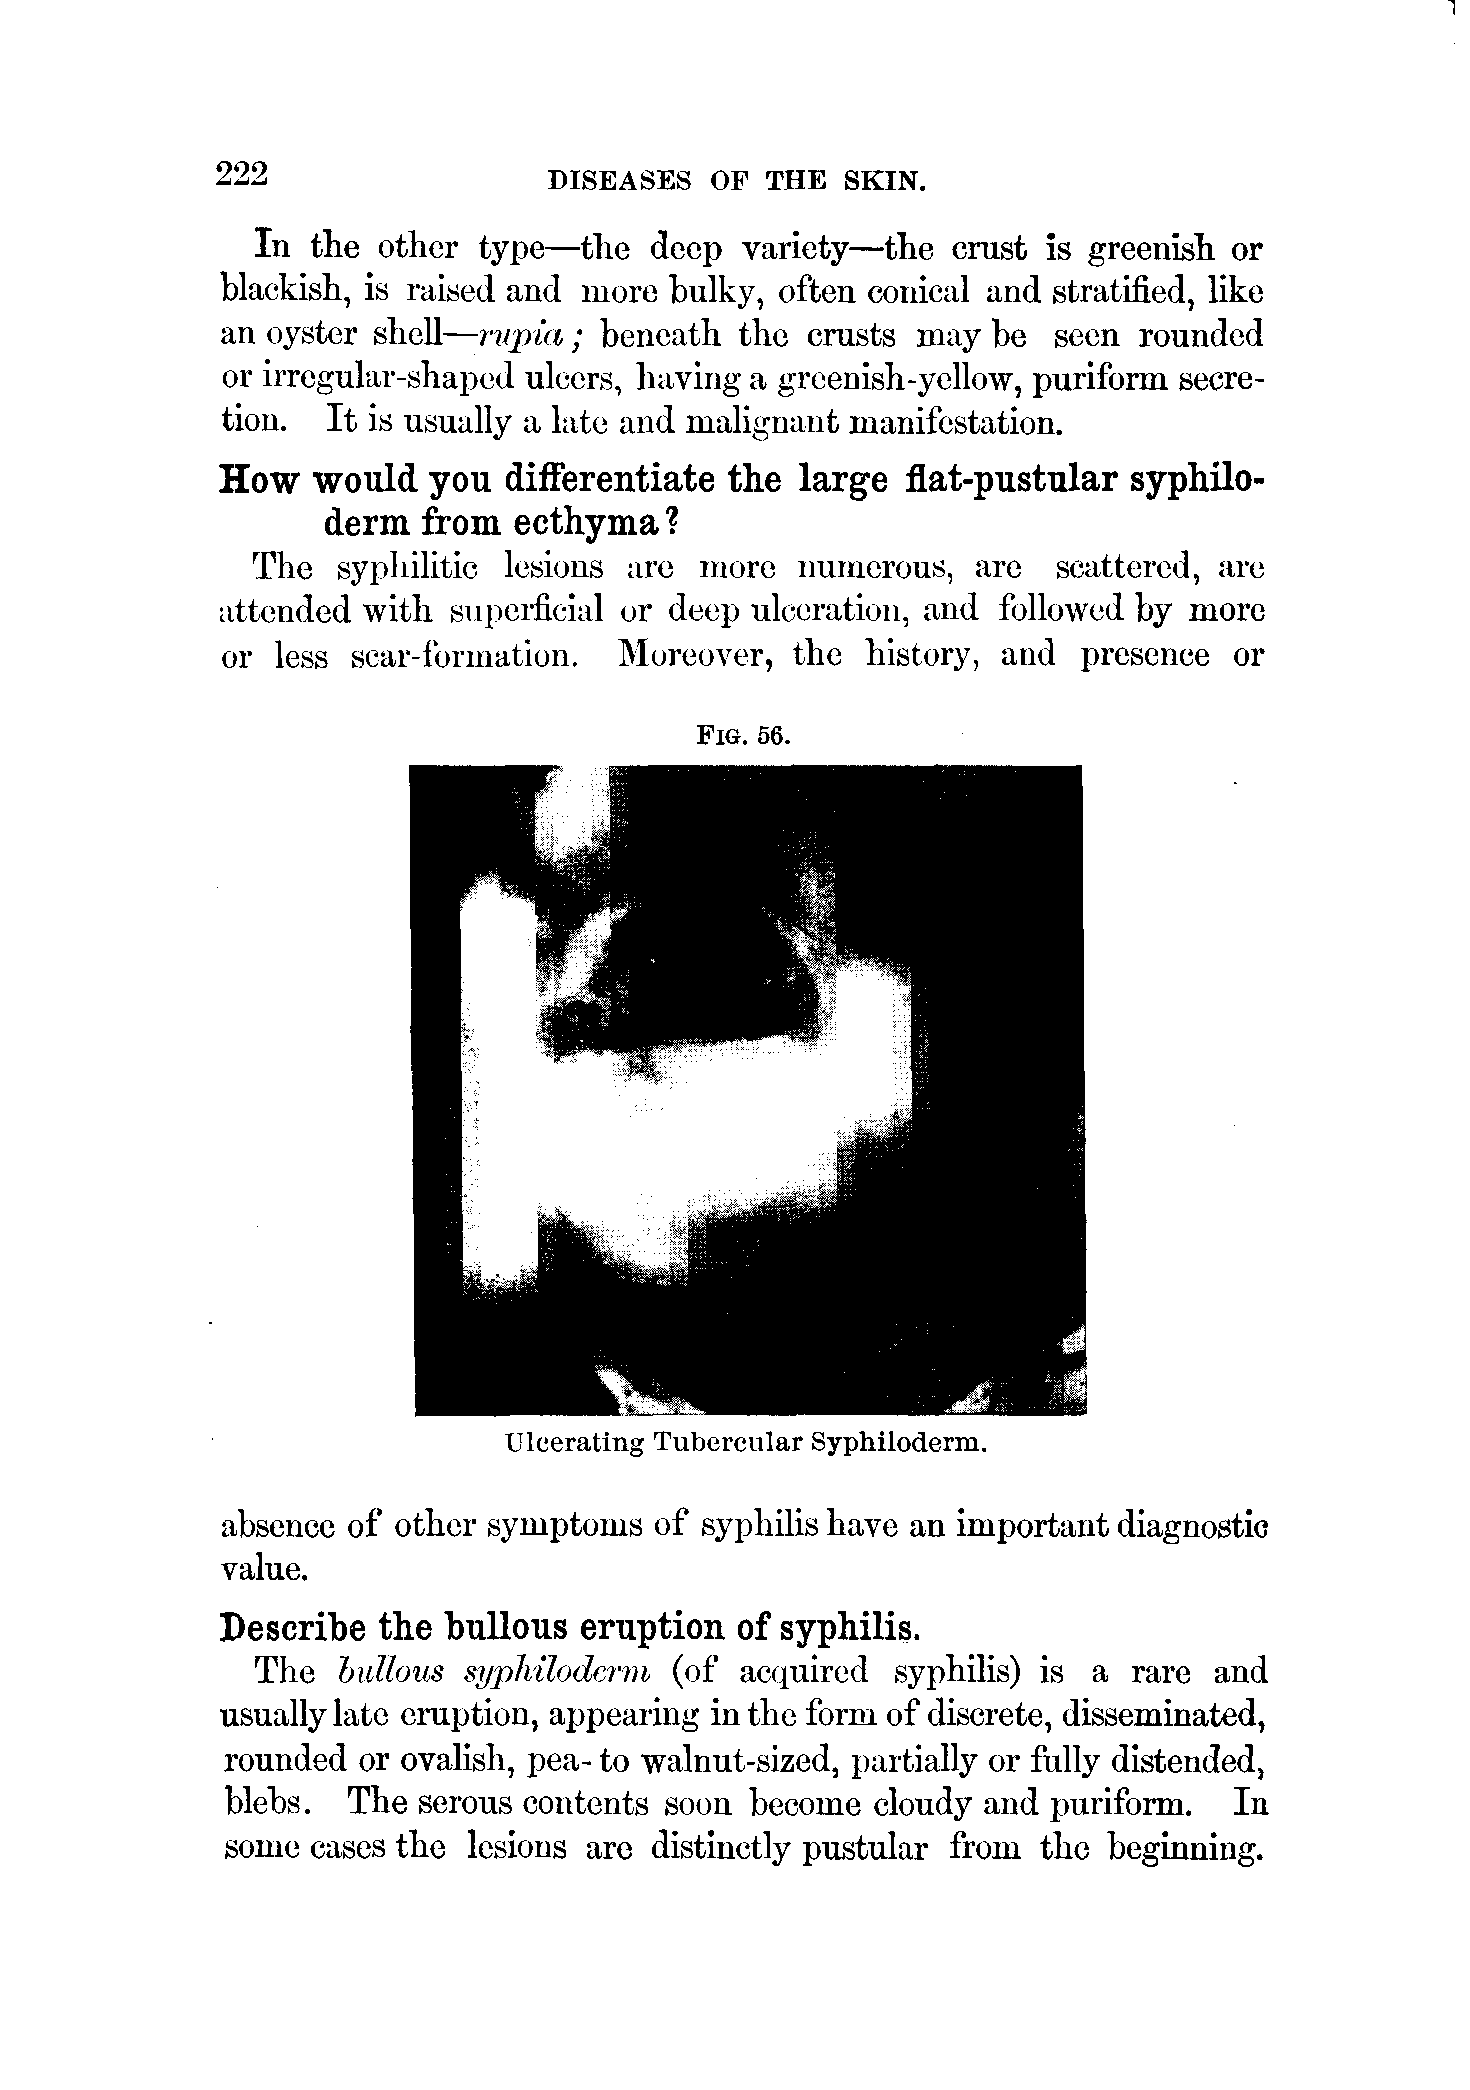 222 DISEASES OF THE SKIN.
In the other type—the deep variety—the crust is greenish or
blackish, is raised and more bulky, often conical and stratified, like
an oyster shell—rupia; beneath the crusts may be seen rounded
or irregular-shaped ulcers, having a greenish-yellow, puriform secre-
tion. It is usually a late and malignant manifestation.
How would you differentiate the large flat-pustular syphilo-
derm from ecthyma?
The syphilitic lesions are more numerous, are scattered, are
attended with superficial or deep ulceration, and followed by more
or less scar-formation. Moreover, the history, and presence or
FIG. 56.
Ulcerating Tubercular Syphiloderm.
absence of other symptoms of syphilis have an important diagnostic
value.
Describe the bullous eruption of syphilis.
The bullous syphiloderm (of acquired syphilis) is a rare and
usually late eruption, appearing in the form of discrete, disseminated,
rounded or ovalish, pea- to walnut-sized, partially or fully distended,
blebs. The serous contents soon become cloudy and puriform. In
some cases the lesions are distinctly pustular from the beginning.